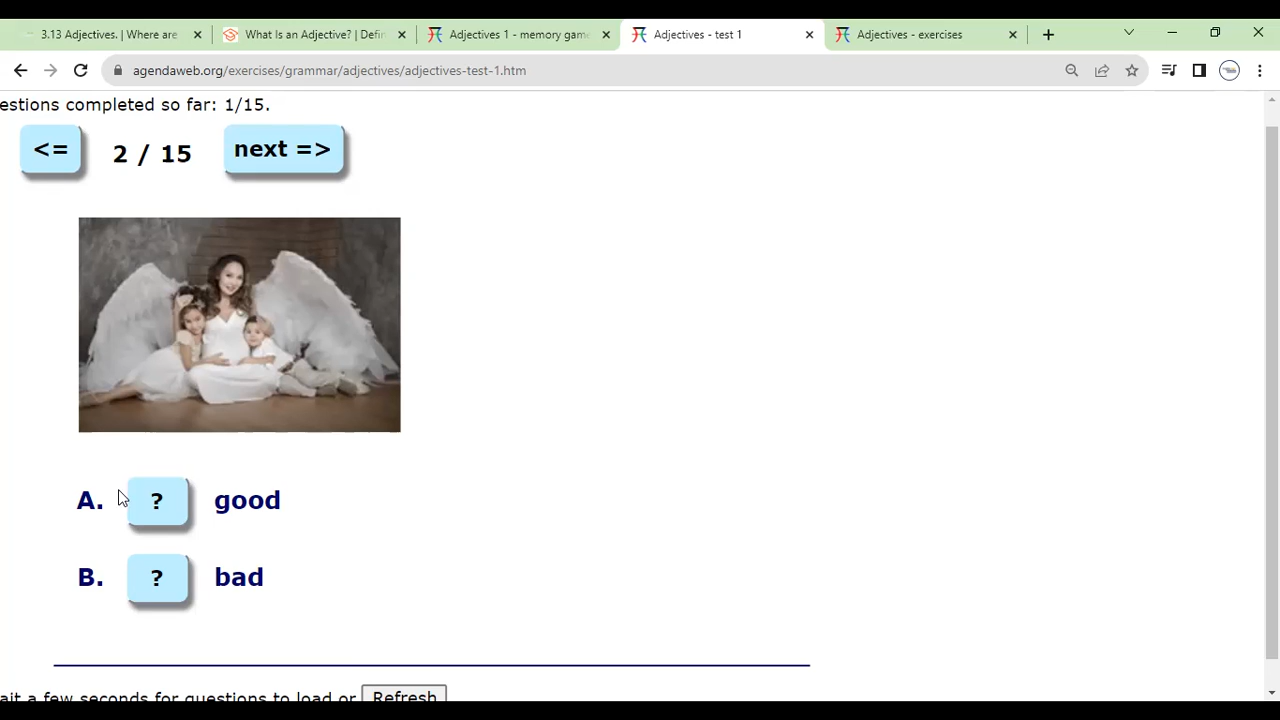 3.13 Adjectives. | Where are
What Is an Adjective? | Defin
Adjectives 1 - memory game
Adjectives - test 1
Adjectives - exercises
agendaweb.org/exercises/grammar/adjectives/adjectives-test-1.htm
estions completed so far: 1/15.
<= 2 / 15 next =>
A. ? good
B. ? bad
ait a few seconds for questions to load or Refresh